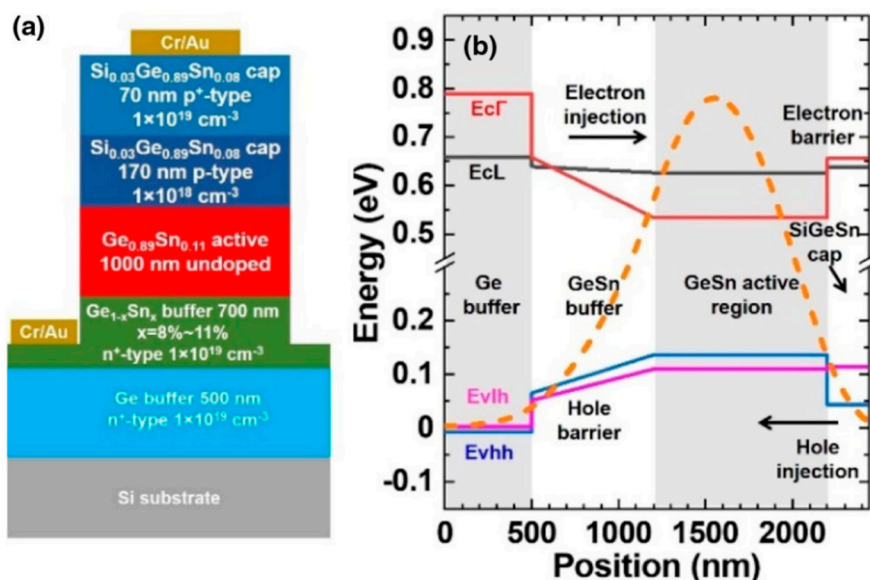 (a)
Cr/Au
Si0.03Ge0.89Sn0.08 cap
70 nm p+-type
1×10^19 cm^-3
Si0.03Ge0.89Sn0.08 cap
170 nm p-type
1×10^18 cm^-3
Ge0.89Sn0.11 active
1000 nm undoped
Ge1-xSnx buffer 700 nm
x=8%~11%
n+-type 1×10^19 cm^-3
Cr/Au
Ge buffer 500 nm
n+-type 1×10^19 cm^-3
Si substrate
(b)
Energy (eV)
0.9
0.8
0.7
0.6
0.5
0.2
0.1
0
-0.1
EcΓ
EcL
Electron
injection
Electron
barrier
SiGeSn
cap
Ge
buffer
GeSn
buffer
GeSn active
region
Evlh
Evhh
Hole
barrier
Hole
injection
0 500 1000 1500 2000
Position (nm)